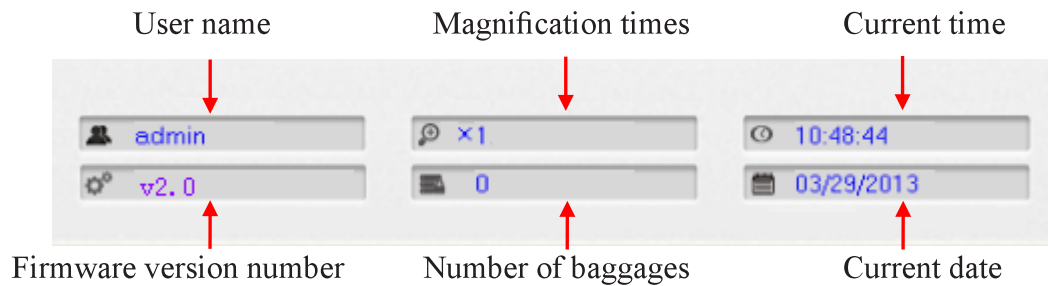 User name Magnification times Current time
admin ×1 10:48:44
v2.0 0 03/29/2013
Firmware version number Number of baggages Current date